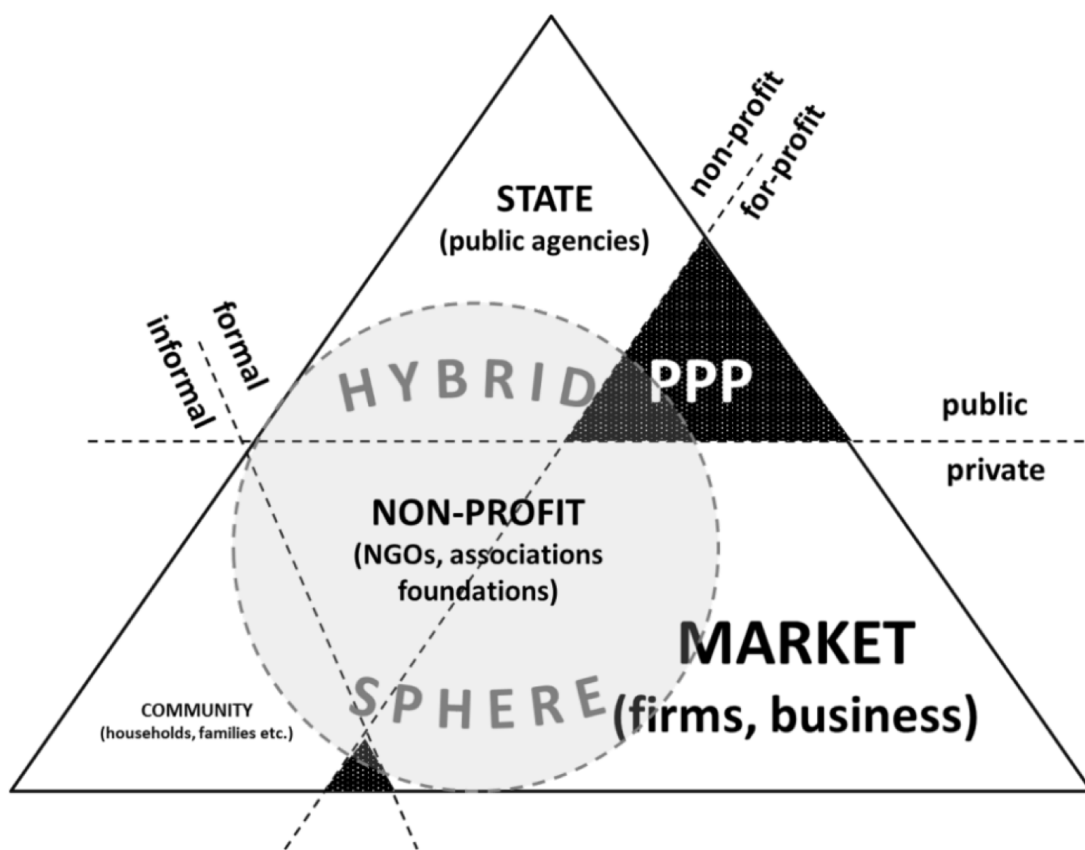 non-profit
for-profit
STATE
(public agencies)
formal
informal
HYBRID
PPP
public
private
NON-PROFIT
(NGOs, associations
foundations)
MARKET
(firms, business)
SPHERE
COMMUNITY
(households, families etc.)